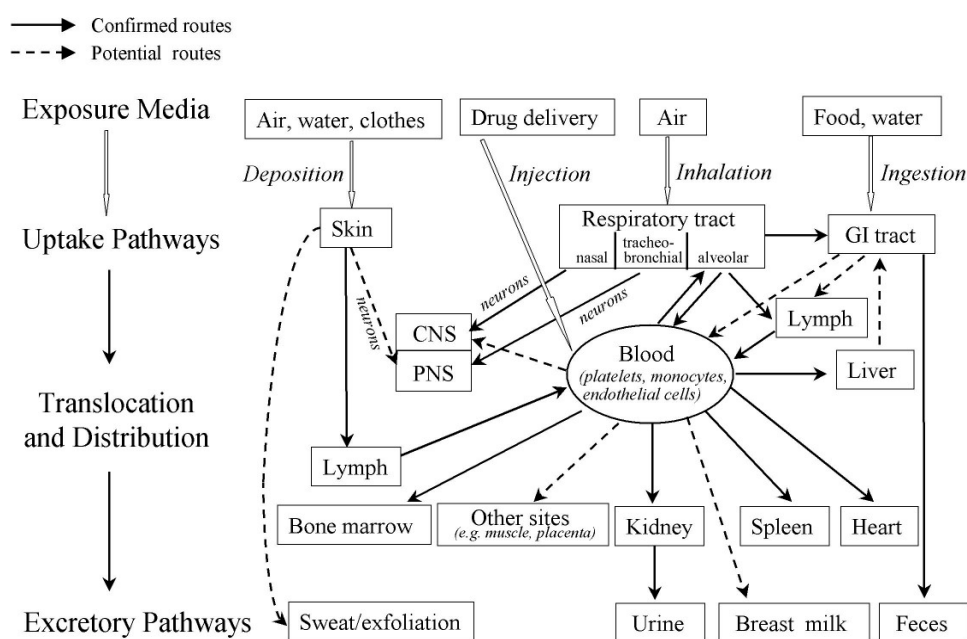 Confirmed routes
Potential routes
Exposure Media
Air, water, clothes
Drug delivery
Air
Food, water
Deposition
Injection
Inhalation
Ingestion
Uptake Pathways
Skin
Respiratory tract
nasal
tracheo-
bronchial
alveolar
GI tract
neurons
neurons
neurons
CNS
PNS
Lymph
Blood
(platelets, monocytes,
endothelial cells)
Liver
Translocation
and Distribution
Lymph
Bone marrow
Other sites
(e.g. muscle, placenta)
Kidney
Spleen
Heart
Excretory Pathways
Sweat/exfoliation
Urine
Breast milk
Feces